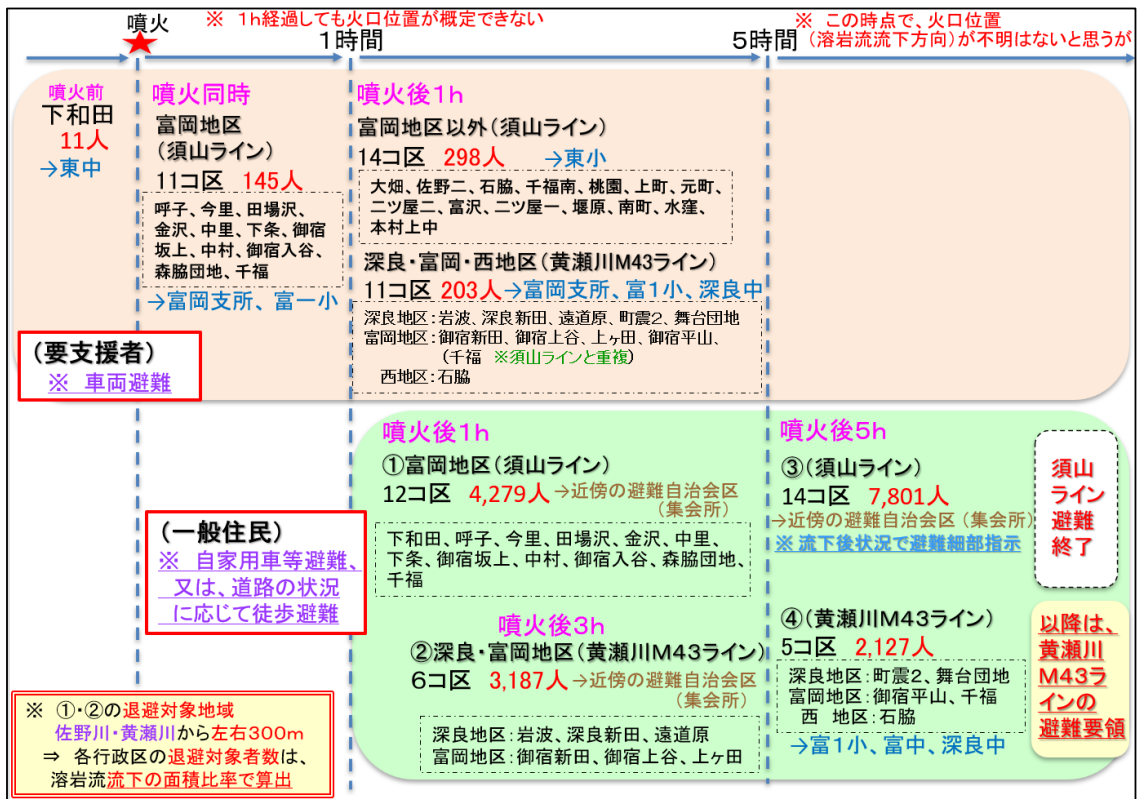 噴火
※ 1h経過しても火口位置が概定できない
1時間
5時間
※ この時点で、火口位置
(溶岩流流下方向)が不明はないと思うが
噴火前
下和田
11人
→東中
噴火同時
富岡地区
(須山ライン)
11コ区 145人
呼子、今里、田場沢、
金沢、中里、下条、御宿
坂上、中村、御宿入谷、
森脇団地、千福
→富岡支所、富一小
噴火後1h
富岡地区以外(須山ライン)
14コ区 298人 →東小
大畑、佐野二、石脇、千福南、桃園、上町、元町、
二ツ屋二、富沢、二ツ屋一、堰原、南町、水窪、
本村上中
深良・富岡・西地区(黄瀬川M43ライン)
11コ区 203人→富岡支所、富1小、深良中
深良地区:岩波、深良新田、遠道原、町震2、舞台団地
富岡地区:御宿新田、御宿上谷、上ヶ田、御宿平山、
(千福 ※須山ラインと重複)
西地区:石脇
(要支援者)
※ 車両避難
(一般住民)
※ 自家用車等避難、
又は、道路の状況
に応じて徒歩避難
噴火後1h
①富岡地区(須山ライン)
12コ区 4,279人→近傍の避難自治会区
(集会所)
下和田、呼子、今里、田場沢、金沢、中里、
下条、御宿坂上、中村、御宿入谷、森脇団地、
千福
噴火後3h
②深良・富岡地区(黄瀬川M43ライン)
6コ区 3,187人→近傍の避難自治会区
(集会所)
深良地区:岩波、深良新田、遠道原
富岡地区:御宿新田、御宿上谷、上ヶ田
噴火後5h
③(須山ライン)
14コ区 7,801人
→近傍の避難自治会区(集会所)
※ 流下後状況で避難細部指示
須山
ライン
避難
終了
④(黄瀬川M43ライン)
5コ区 2,127人
深良地区:町震2、舞台団地
富岡地区:御宿平山、千福
西 地区:石脇
→富1小、富中、深良中
以降は、
黄瀬川
M43ラ
インの
避難要領
※ ①・②の退避対象地域
佐野川・黄瀬川から左右300m
⇒ 各行政区の退避対象者数は、
溶岩流流下の面積比率で算出